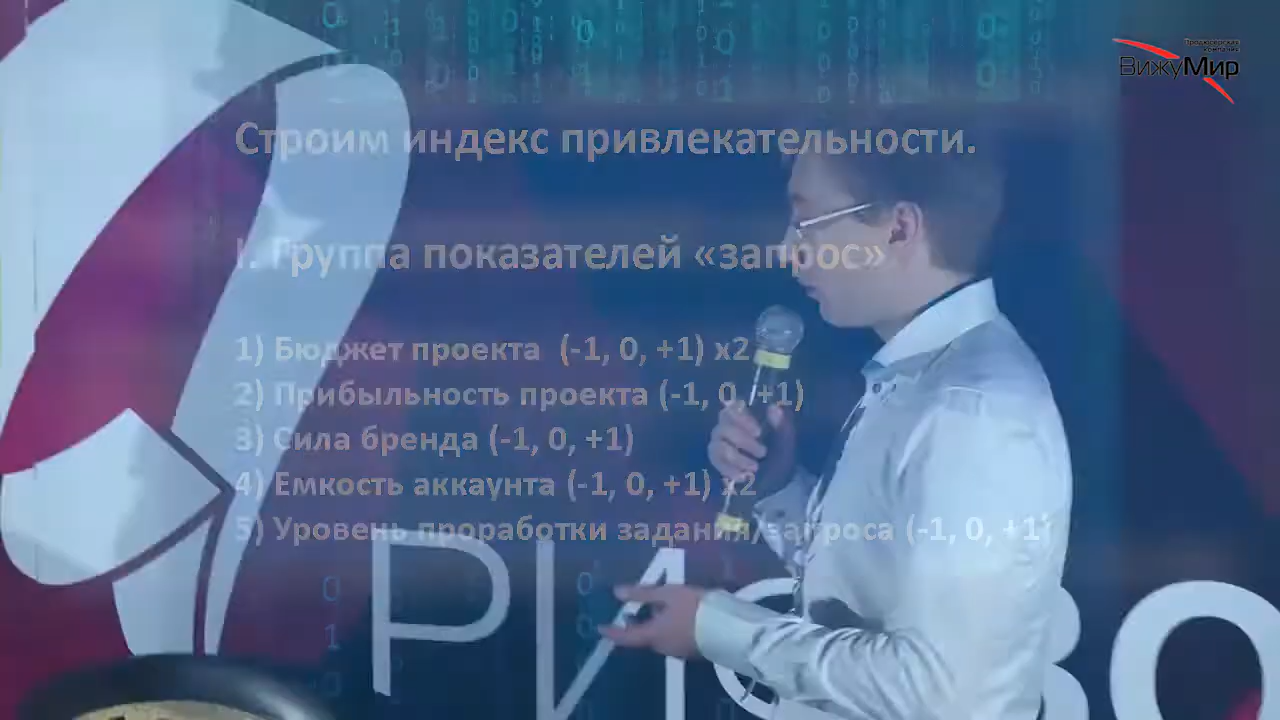 Продюсерская
компания
ВижуМир
Строим индекс привлекательности.
I. Группа показателей «запрос»
1) Бюджет проекта (-1, 0, +1) x2
2) Прибыльность проекта (-1, 0, +1)
3) Сила бренда (-1, 0, +1)
4) Емкость аккаунта (-1, 0, +1) x2
5) Уровень проработки задания/запроса (-1, 0, +1)